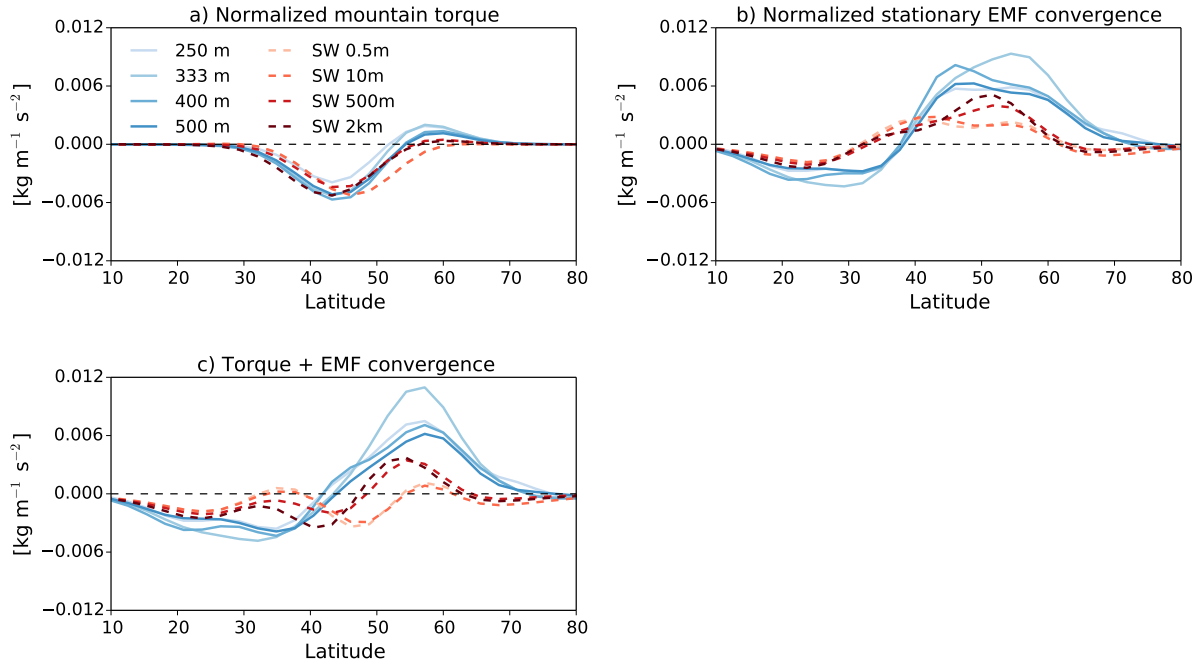 a) Normalized mountain torque
0.012
0.006
0.000
−0.006
−0.012
[kg m⁻¹ s⁻²]
250 m
333 m
400 m
500 m
SW 0.5m
SW 10m
SW 500m
SW 2km
10 20 30 40 50 60 70 80
Latitude
b) Normalized stationary EMF convergence
0.012
0.006
0.000
−0.006
−0.012
[kg m⁻¹ s⁻²]
10 20 30 40 50 60 70 80
Latitude
c) Torque + EMF convergence
0.012
0.006
0.000
−0.006
−0.012
[kg m⁻¹ s⁻²]
10 20 30 40 50 60 70 80
Latitude